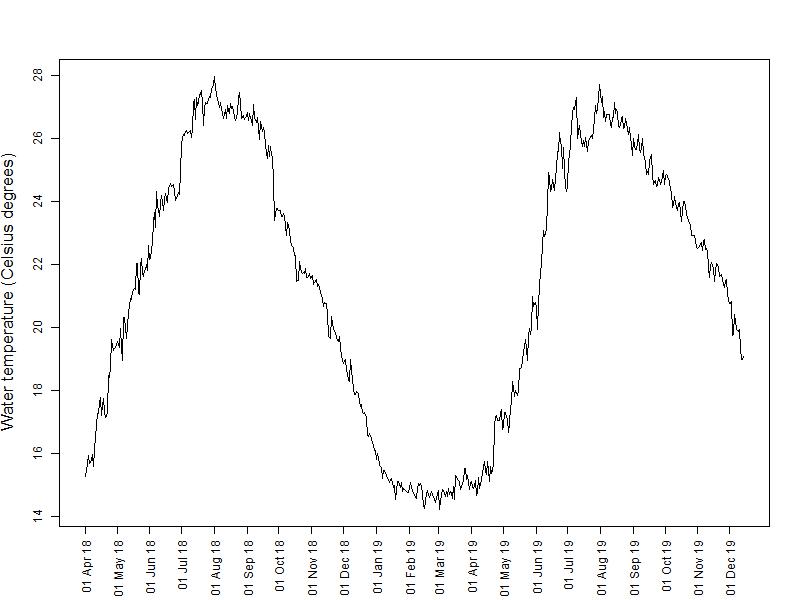 Water temperature (Celsius degrees)
28
26
24
22
20
18
16
14
01 Apr 18
01 May 18
01 Jun 18
01 Jul 18
01 Aug 18
01 Sep 18
01 Oct 18
01 Nov 18
01 Dec 18
01 Jan 19
01 Feb 19
01 Mar 19
01 Apr 19
01 May 19
01 Jun 19
01 Jul 19
01 Aug 19
01 Sep 19
01 Oct 19
01 Nov 19
01 Dec 19